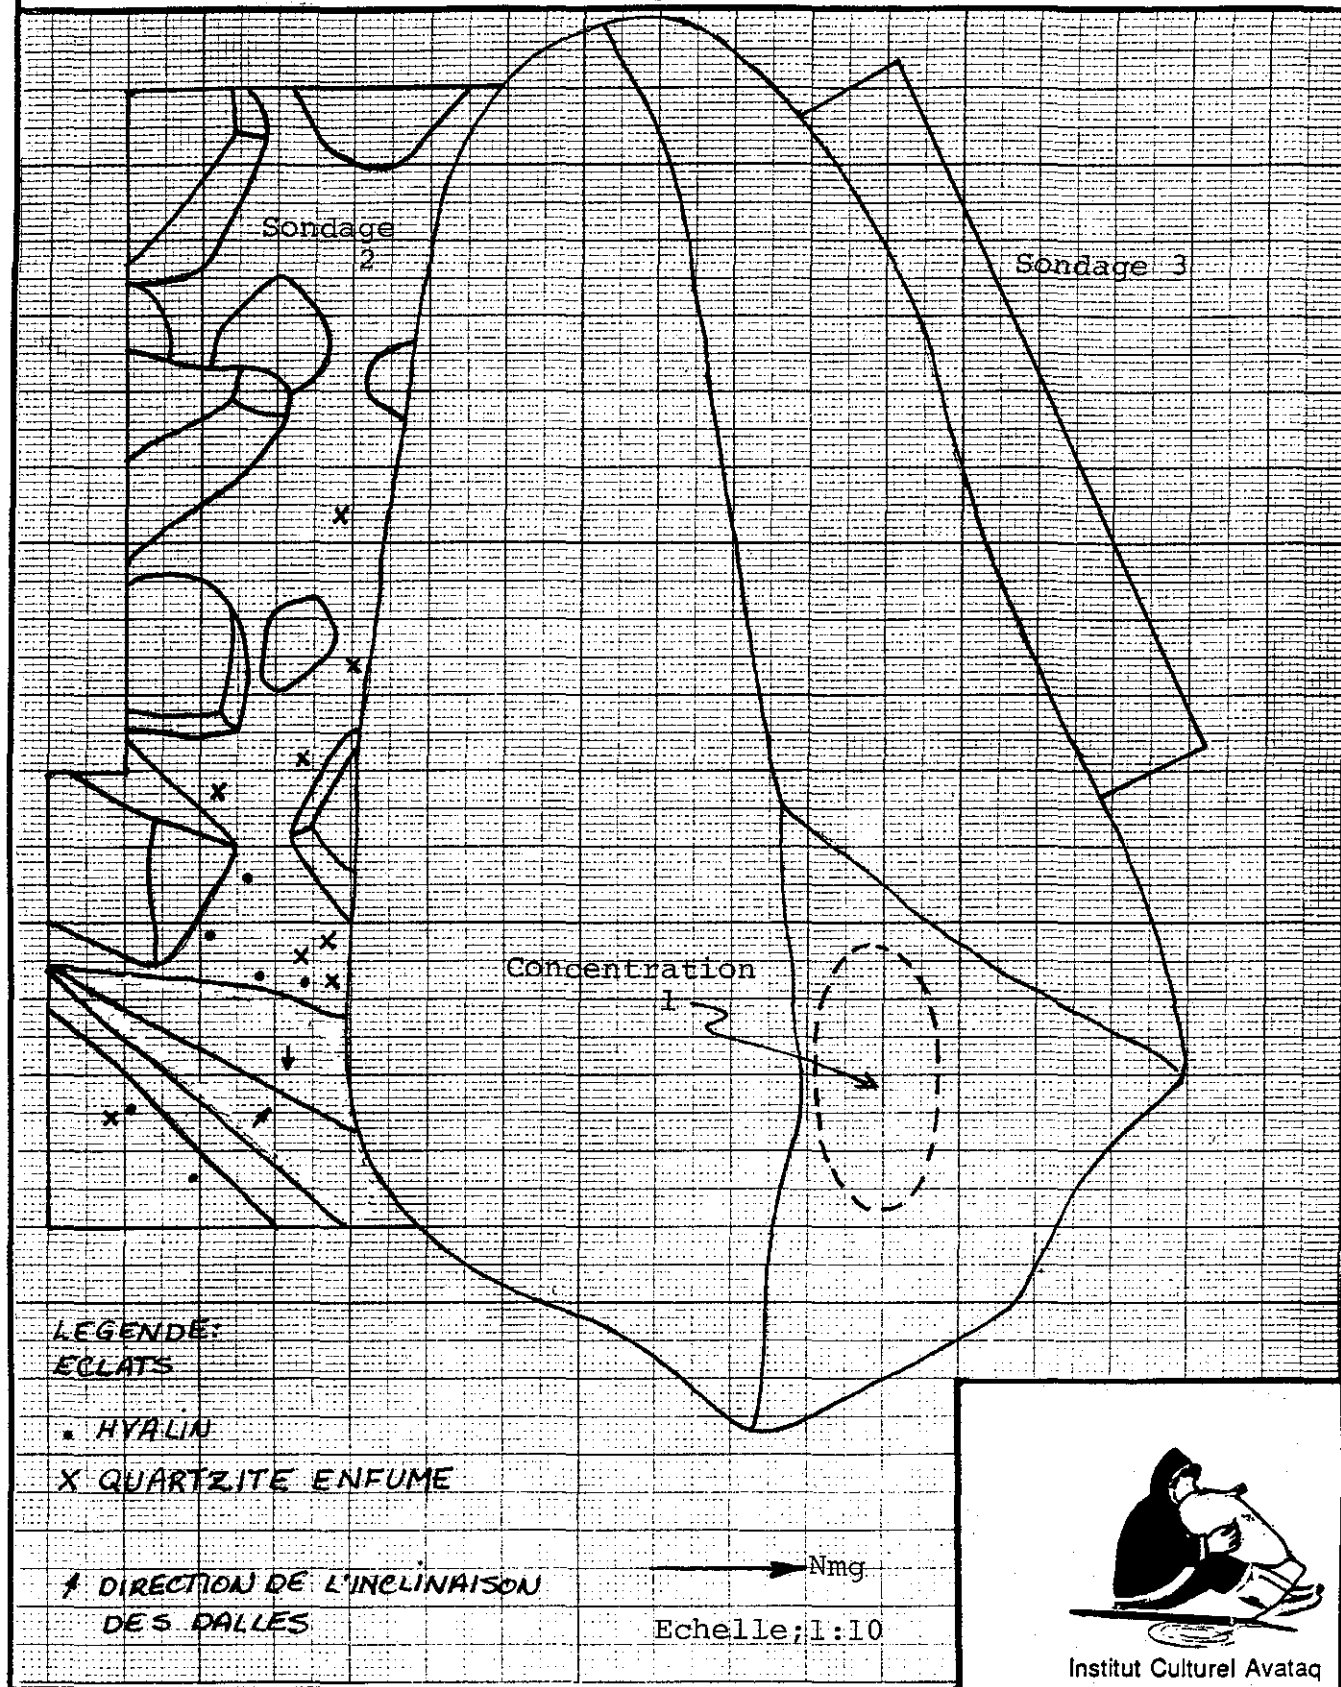 Sondage
2
Sondage 3
Concentration
1
LEGENDE:
ECLATS
• HYALIN
X QUARTZITE ENFUME
DIRECTION DE L'INCLINAISON
DES DALLES
Nmg
Echelle;1:10
Institut Culturel Avataq